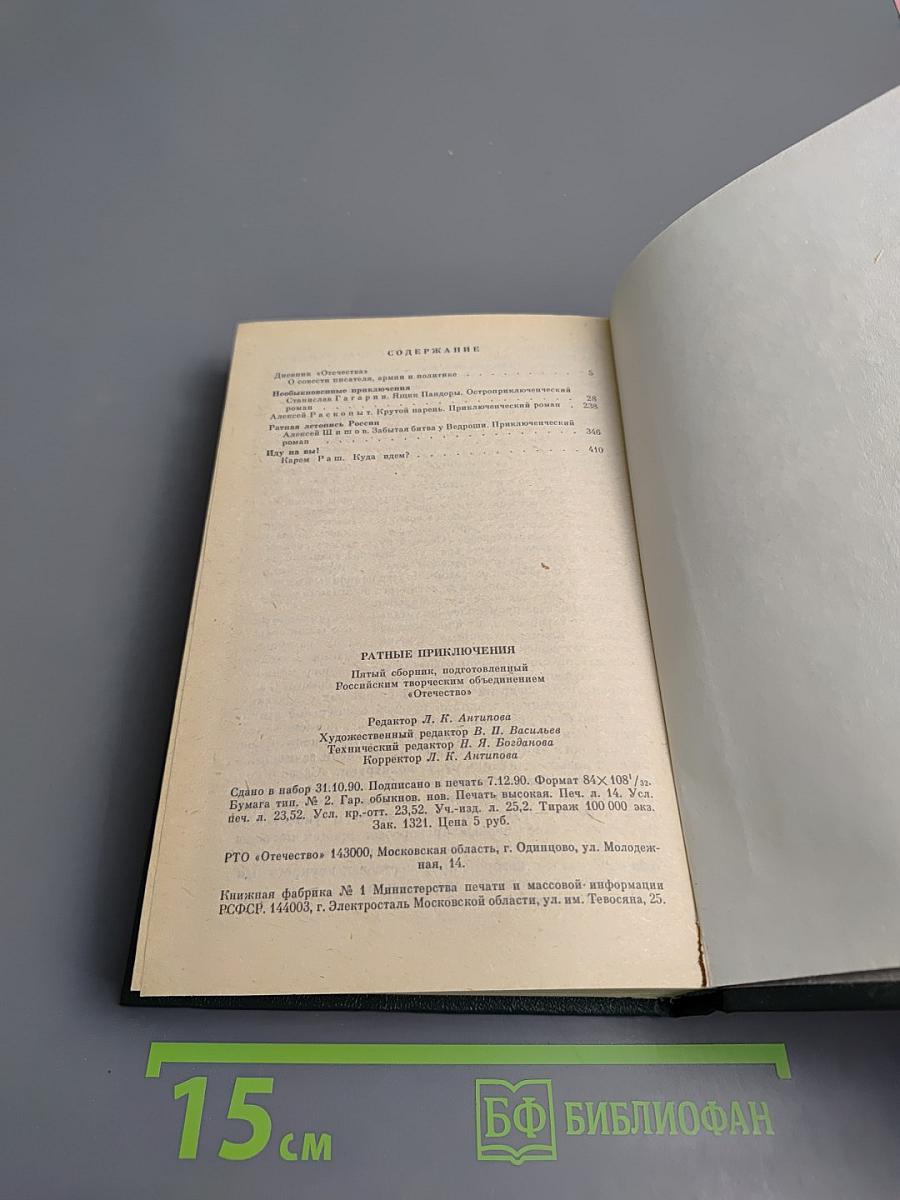 СОДЕРЖАНИЕ
Дневник «Отечества»
О совести писателя, армии и политике . . . . . . . . 5
Необыкновенные приключения
Станислав Гагарин. Ящик Пандоры. Остроприключенческий
роман . . . . . . . . . . . . . . . . 28
Алексей Раскопыт. Крутой парень. Приключенческий роман . 238
Ратная летопись России
Алексей Шишов. Забытая битва у Ведроши. Приключенческий
роман . . . . . . . . . . . . . . . . 346
Иду на вы!
Карем Раш. Куда идем? . . . . . . . . . . . . 410
РАТНЫЕ ПРИКЛЮЧЕНИЯ
Пятый сборник, подготовленный
Российским творческим объединением
«Отечество»
Редактор Л. К. Антипова
Художественный редактор В. П. Васильев
Технический редактор Н. Я. Богданова
Корректор Л. К. Антипова
Сдано в набор 31.10.90. Подписано в печать 7.12.90. Формат 84×108¹/₃₂.
Бумага тип. № 2. Гар. обыкнов. нов. Печать высокая. Печ. л. 14. Усл.
печ. л. 23,52. Усл. кр.-отт. 23,52. Уч.-изд. л. 25,2. Тираж 100 000 экз.
Зак. 1321. Цена 5 руб.
РТО «Отечество» 143000, Московская область, г. Одинцово, ул. Молодеж-
ная, 14.
Книжная фабрика № 1 Министерства печати и массовой информации
РСФСР. 144003, г. Электросталь Московской области, ул. им. Тевосяна, 25.
15 см
БФ БИБЛИОФАН